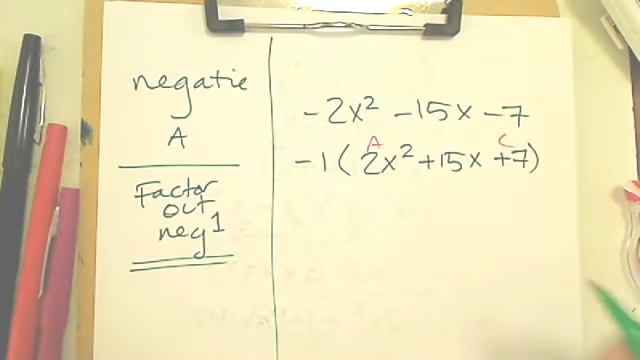 negatie
A
Factor
out
neg 1
-2x² -15x -7
A C
-1(2x² +15x +7)